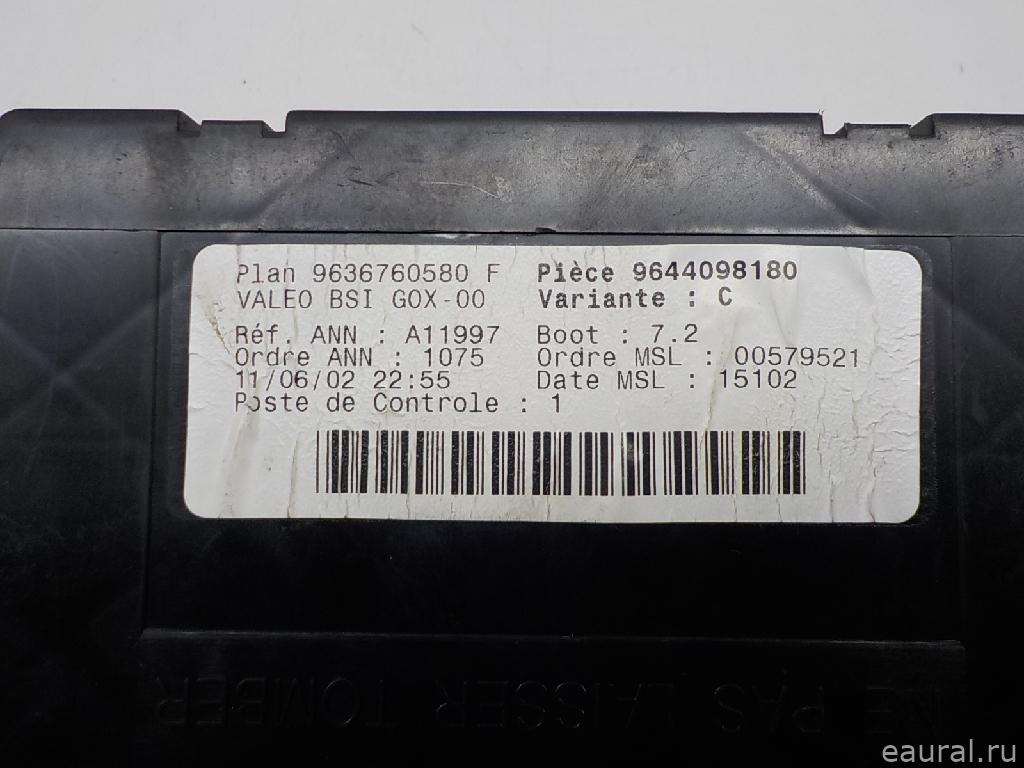 Plan 9636760580 F
VALEO BSI GOX-00
Réf. ANN : A11997
Ordre ANN : 1075
11/06/02 22:55
Poste de Controle : 1
Pièce 9644098180
Variante : C
Boot : 7.2
Ordre MSL : 00579521
Date MSL : 15102
NE PAS LAISSER TOMBER
eaural.ru